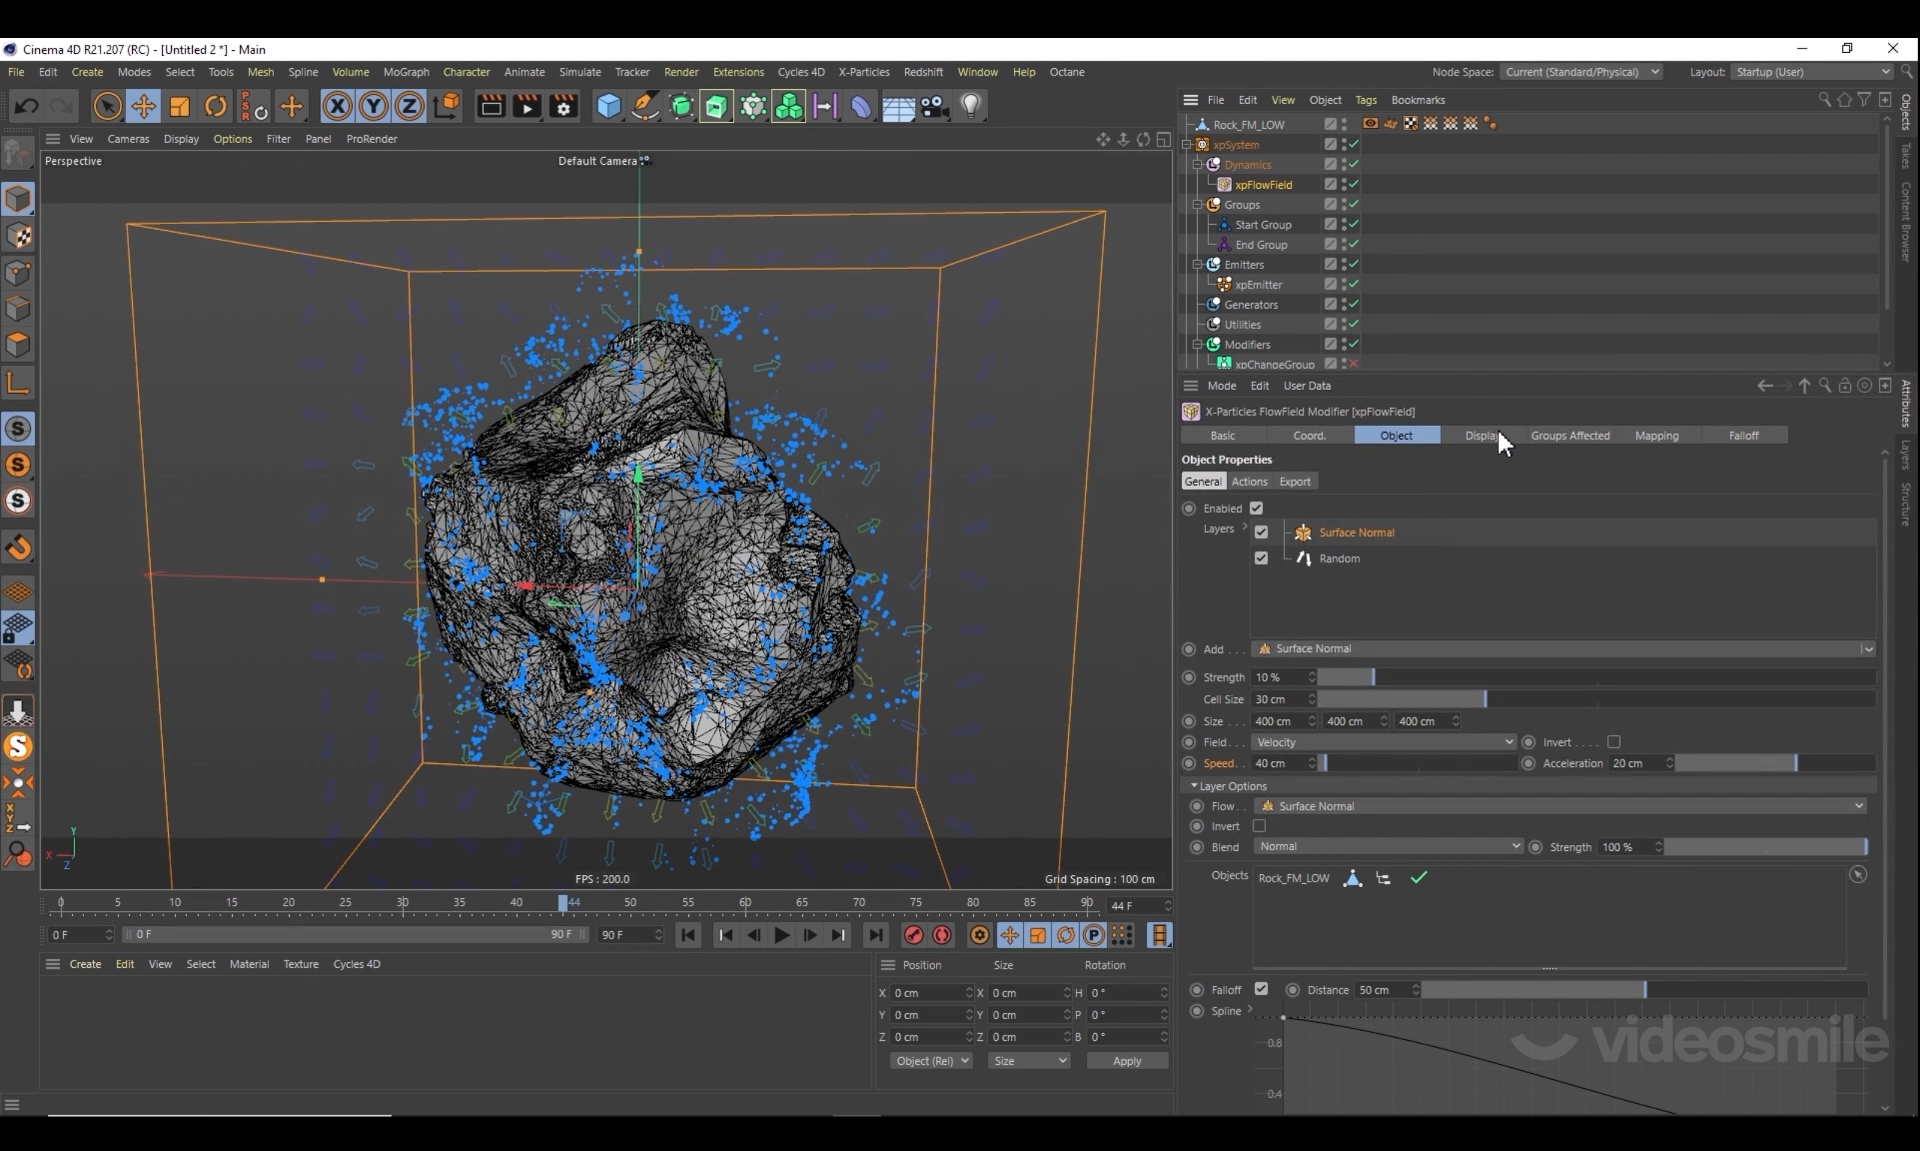 Cinema 4D R21.207 (RC) - [Untitled 2 *] - Main
File Edit Create Modes Select Tools Mesh Spline Volume MoGraph Character Animate Simulate Tracker Render Extensions Cycles 4D X-Particles Redshift Window Help Octane Node Space: Current (Standard/Physical) Layout: Startup (User)
PSR X Y Z
File Edit View Object Tags Bookmarks
View Cameras Display Options Filter Panel ProRender
Perspective
Default Camera
Rock_FM_LOW
xpSystem
Dynamics
xpFlowField
Groups
Start Group
End Group
Emitters
xpEmitter
Generators
Utilities
Modifiers
xpChangeGroup
Objects
Takes
Content Browser
Mode Edit User Data
Attributes
Layers
Structure
X-Particles FlowField Modifier [xpFlowField]
Basic Coord. Object Display Groups Affected Mapping Falloff
Object Properties
General Actions Export
Enabled
Layers
Surface Normal
Random
Add . . . Surface Normal
Strength 10 %
Cell Size 30 cm
Size . . . 400 cm 400 cm 400 cm
Field. . . Velocity Invert . . . .
Speed. . 40 cm Acceleration 20 cm
Layer Options
Flow. . Surface Normal
Invert
Blend Normal Strength 100 %
Objects Rock_FM_LOW
Falloff Distance 50 cm
Spline
0.8
0.4
videosmile
Y
X
Z
FPS : 200.0
Grid Spacing : 100 cm
0 5 10 15 20 25 30 35 40 44 50 55 60 65 70 75 80 85 90 44 F
0 F 0 F 90 F 90 F
P
Create Edit View Select Material Texture Cycles 4D
Position Size Rotation
X 0 cm X 0 cm H 0 °
Y 0 cm Y 0 cm P 0 °
Z 0 cm Z 0 cm B 0 °
Object (Rel) Size Apply